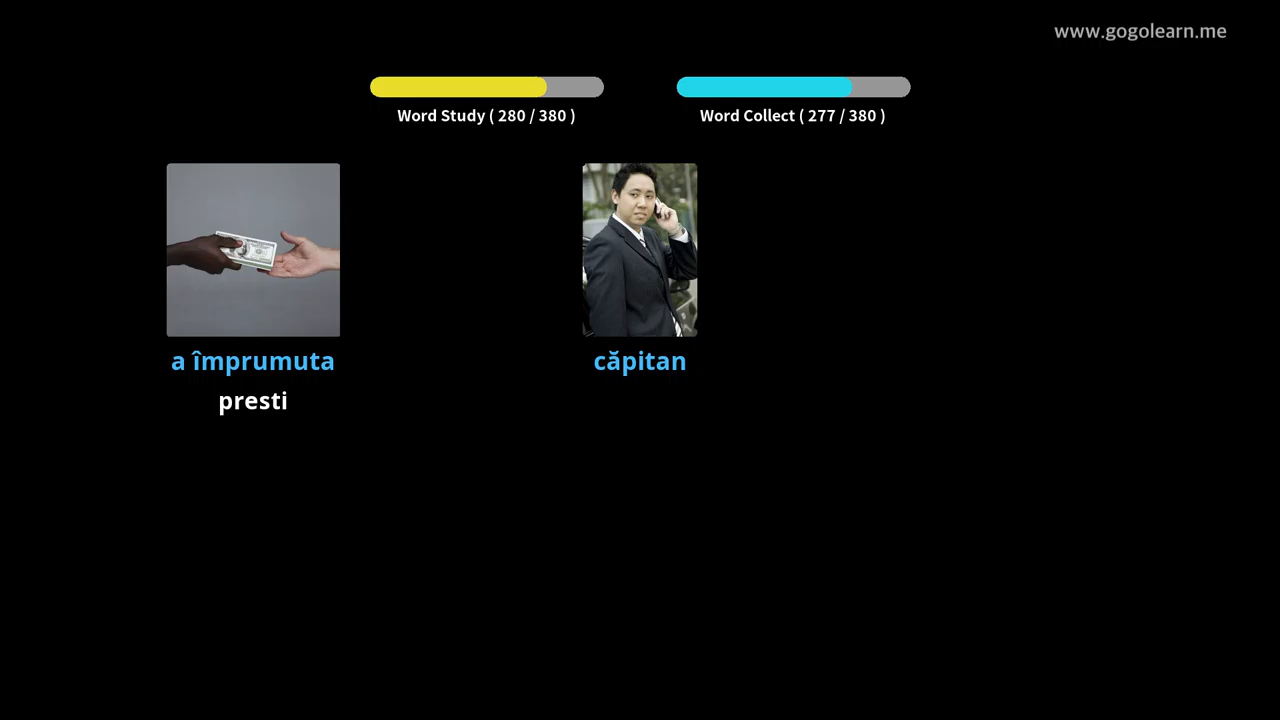 www.gogolearn.me
Word Study ( 280 / 380 )
Word Collect ( 277 / 380 )
a împrumuta
presti
căpitan